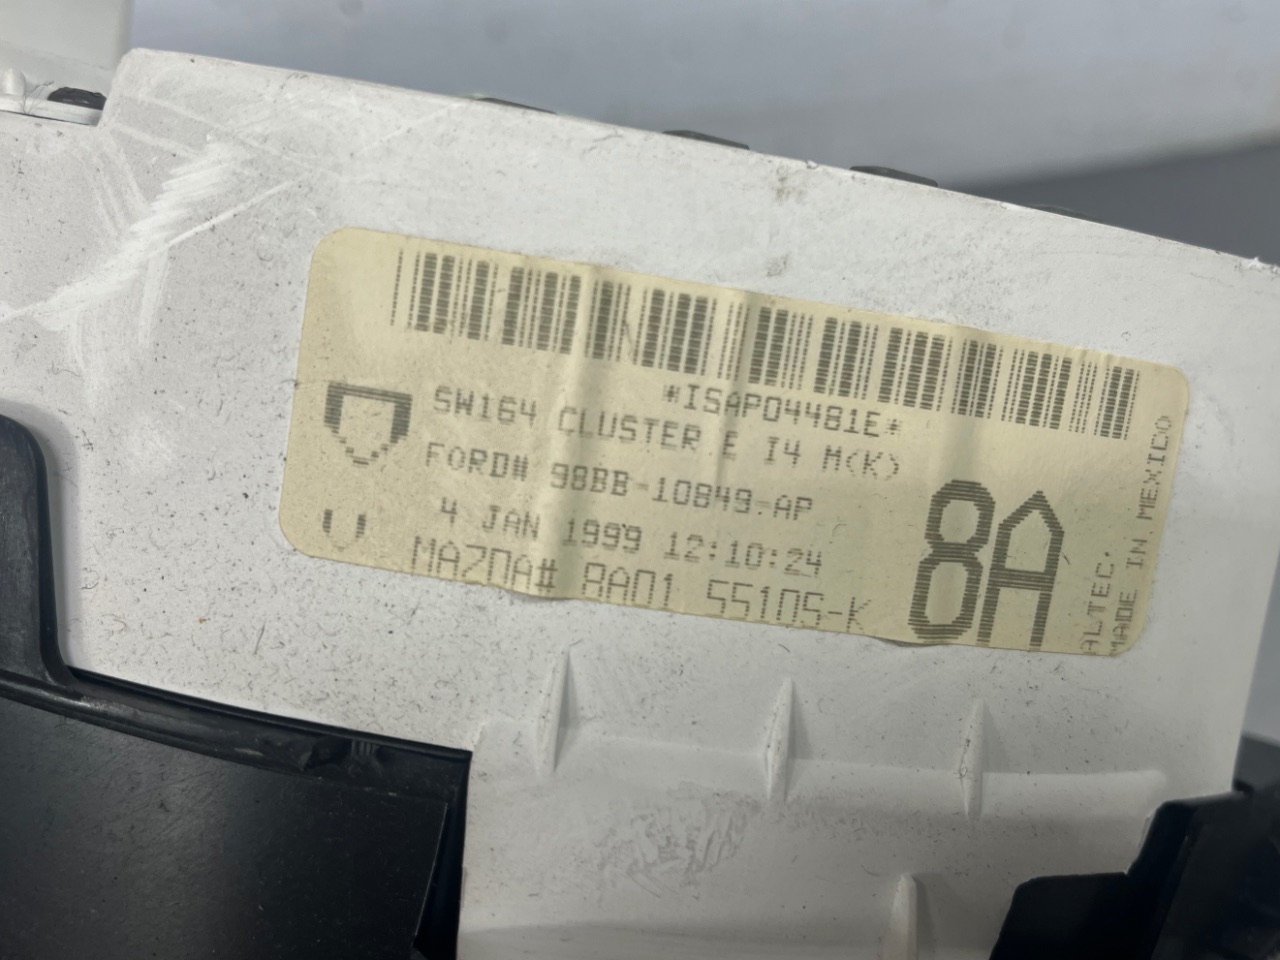 *ISAP04481E*
SW164 CLUSTER E I4 M(K)
FORD# 98BB-10849-AP
4 JAN 1999 12:10:24
MAZDA# 8A01 55105-K
8A
ALTEC.
MADE IN MEXICO